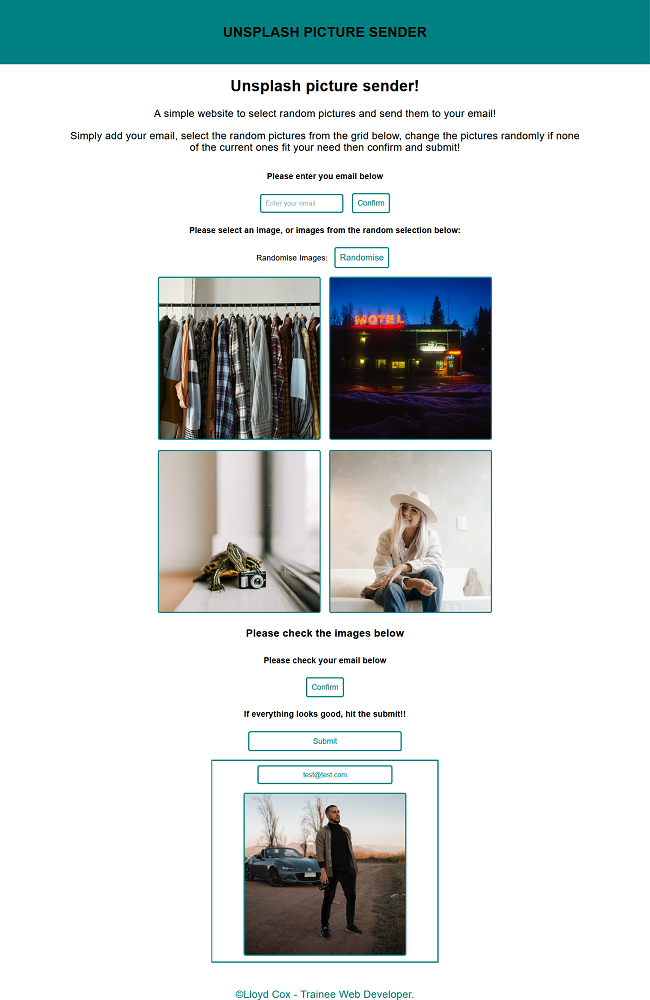 UNSPLASH PICTURE SENDER
Unsplash picture sender!
A simple website to select random pictures and send them to your email!
Simply add your email, select the random pictures from the grid below, change the pictures randomly if none
of the current ones fit your need then confirm and submit!
Please enter you email below
Enter your email
Confirm
Please select an image, or images from the random selection below:
Randomise Images:
Randomise
MOTEL
Please check the images below
Please check your email below
Confirm
If everything looks good, hit the submit!!
Submit
test@test.com
©Lloyd Cox - Trainee Web Developer.